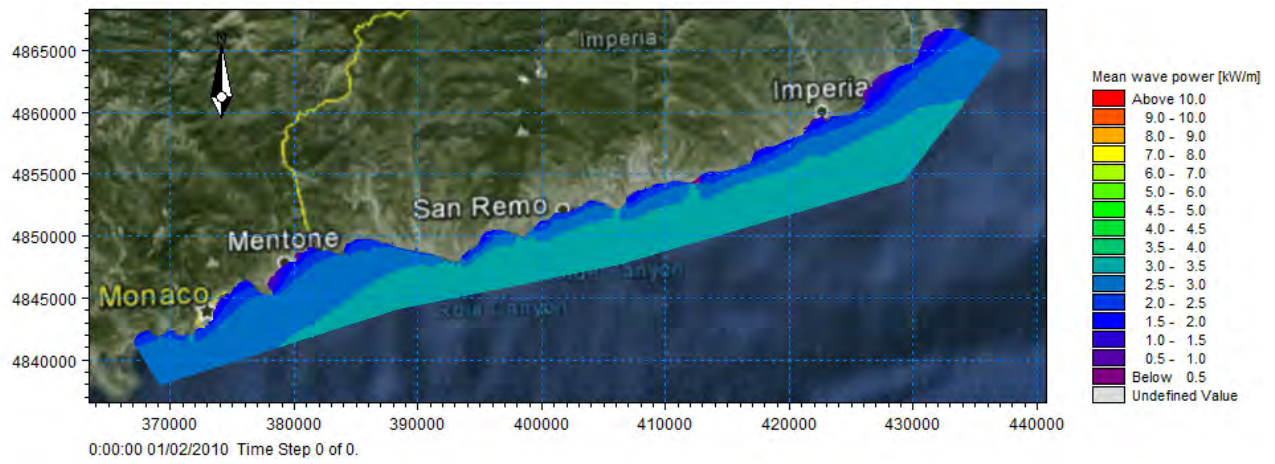 4865000
4860000
4855000
4850000
4845000
4840000
370000 380000 390000 400000 410000 420000 430000 440000
N
Imperia
Imperia
San Remo
Mentone
Monaco
Canyon
Canyon
Mean wave power [kW/m]
Above 10.0
9.0 - 10.0
8.0 - 9.0
7.0 - 8.0
6.0 - 7.0
5.0 - 6.0
4.5 - 5.0
4.0 - 4.5
3.5 - 4.0
3.0 - 3.5
2.5 - 3.0
2.0 - 2.5
1.5 - 2.0
1.0 - 1.5
0.5 - 1.0
Below 0.5
Undefined Value
0:00:00 01/02/2010 Time Step 0 of 0.